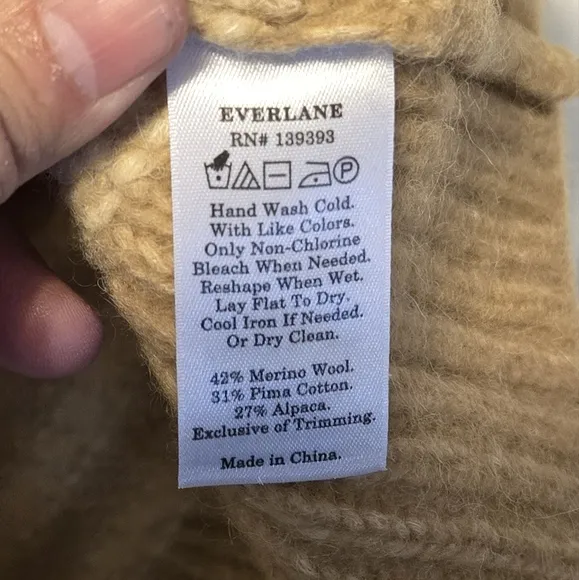 EVERLANE
RN# 139393
P
Hand Wash Cold.
With Like Colors.
Only Non-Chlorine
Bleach When Needed.
Reshape When Wet.
Lay Flat To Dry.
Cool Iron If Needed.
Or Dry Clean.
42% Merino Wool.
31% Pima Cotton.
27% Alpaca.
Exclusive of Trimming.
Made in China.